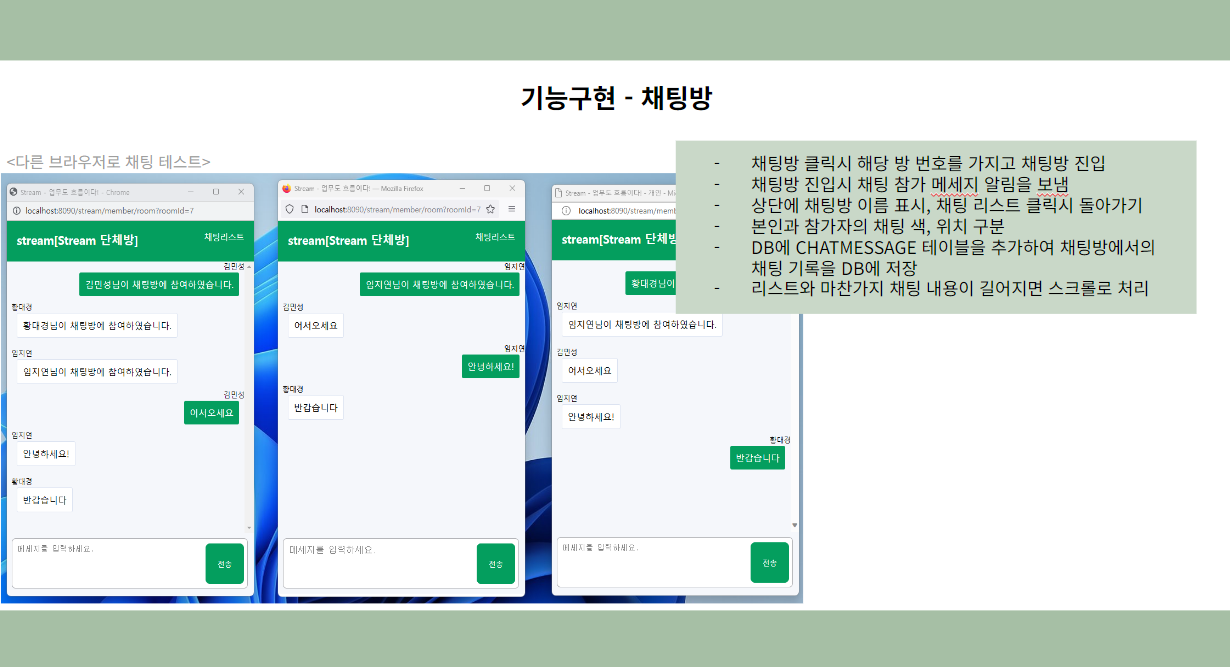 기능구현 - 채팅방
<다른 브라우저로 채팅 테스트>
- 채팅방 클릭시 해당 방 번호를 가지고 채팅방 진입
- 채팅방 진입시 채팅 참가 메세지 알림을 보냄
- 상단에 채팅방 이름 표시, 채팅 리스트 클릭시 돌아가기
- 본인과 참가자의 채팅 색, 위치 구분
- DB에 CHATMESSAGE 테이블을 추가하여 채팅방에서의
채팅 기록을 DB에 저장
- 리스트와 마찬가지 채팅 내용이 길어지면 스크롤로 처리
Stream - 업무도 흐름이다! - Chrome
localhost:8090/stream/member/room?roomId=7
stream[Stream 단체방]
채팅리스트
김민성
김민성님이 채팅방에 참여하였습니다.
황대경
황대경님이 채팅방에 참여하였습니다.
임지연
임지연님이 채팅방에 참여하였습니다.
김민성
어서오세요
임지연
안녕하세요!
황대경
반갑습니다
메세지를 입력하세요.
전송
Stream - 업무도 흐름이다! — Mozilla Firefox
localhost:8090/stream/member/room?roomId=7
stream[Stream 단체방]
채팅리스트
임지연
임지연님이 채팅방에 참여하였습니다.
김민성
어서오세요
임지연
안녕하세요!
황대경
반갑습니다
메세지를 입력하세요.
전송
Stream - 업무도 흐름이다! - 개인 - Mi
localhost:8090/stream/mem
stream[Stream 단체방
황대경님이
임지연
임지연님이 채팅방에 참여하였습니다.
김민성
어서오세요
임지연
안녕하세요!
황대경
반갑습니다
메세지를 입력하세요.
전송